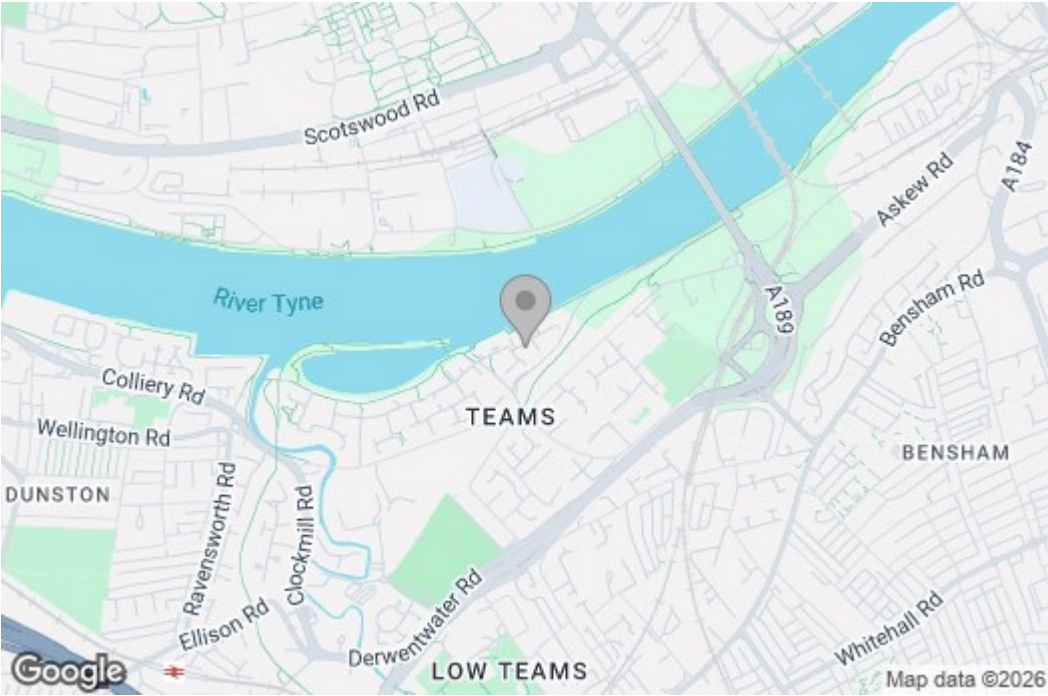 Scotswood Rd
A184
Askew Rd
River Tyne
A189
Bensham Rd
Colliery Rd
TEAMS
Wellington Rd
BENSHAM
DUNSTON
Ravensworth Rd
Clockmill Rd
Ellison Rd
Derwentwater Rd
Whitehall Rd
LOW TEAMS
Google
Map data ©2026